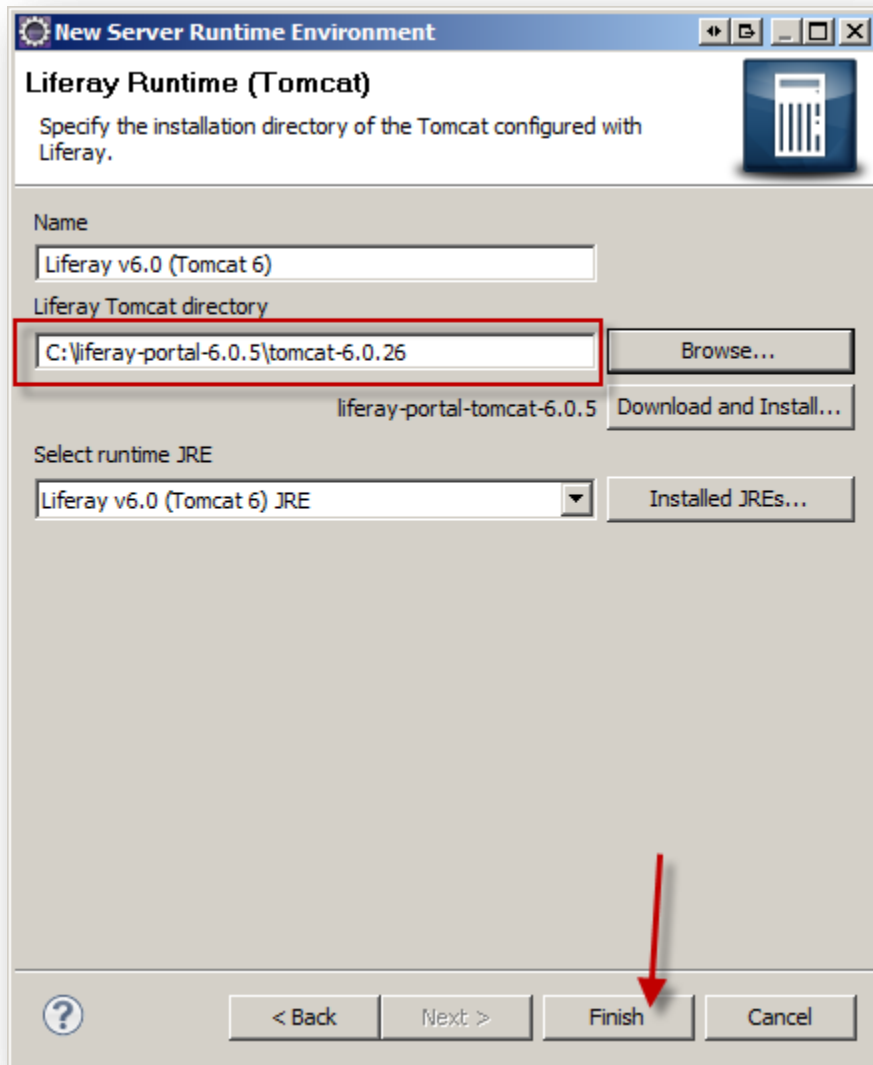 New Server Runtime Environment
Liferay Runtime (Tomcat)
Specify the installation directory of the Tomcat configured with
Liferay.
Name
Liferay v6.0 (Tomcat 6)
Liferay Tomcat directory
C:\liferay-portal-6.0.5\tomcat-6.0.26
Browse...
liferay-portal-tomcat-6.0.5 Download and Install...
Select runtime JRE
Liferay v6.0 (Tomcat 6) JRE
Installed JREs...
? < Back Next > Finish Cancel